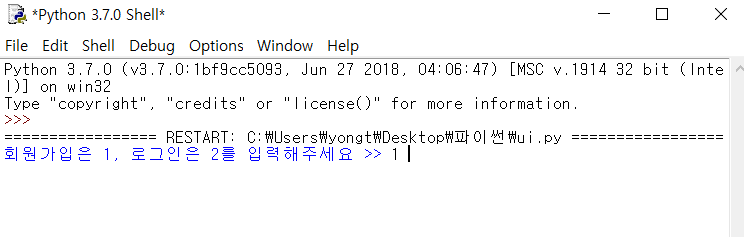 *Python 3.7.0 Shell*
File Edit Shell Debug Options Window Help
Python 3.7.0 (v3.7.0:1bf9cc5093, Jun 27 2018, 04:06:47) [MSC v.1914 32 bit (Inte
l)] on win32
Type "copyright", "credits" or "license()" for more information.
>>>
================= RESTART: C:₩Users₩yongt₩Desktop₩파이썬₩ui.py =================
회원가입은 1, 로그인은 2를 입력해주세요 >> 1